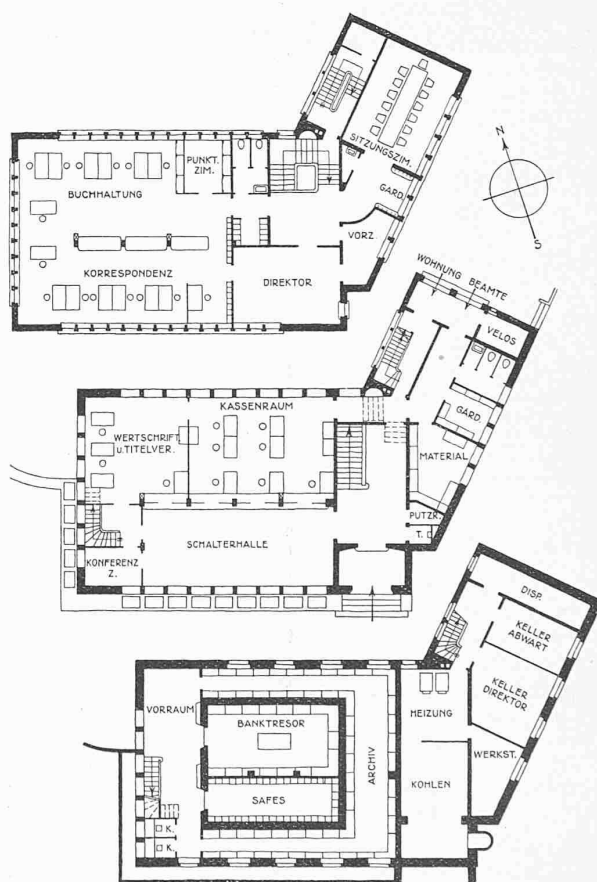 BUCHHALTUNG
PUNKT.
ZIM.
SITZUNGSZIM.
GARD.
VORZ.
KORRESPONDENZ
DIREKTOR
N
S
WOHNUNG BEAMTE
VELOS
KASSENRAUM
WERTSCHRIFT.
u. TITELVER.
GARD.
MATERIAL
PUTZR.
T.
SCHALTERHALLE
KONFERENZ
Z.
DISP.
KELLER
ABWART
KELLER
DIREKTOR
VORRAUM
BANKTRESOR
ARCHIV
HEIZUNG
WERKST.
SAFES
KOHLEN
K.
K.